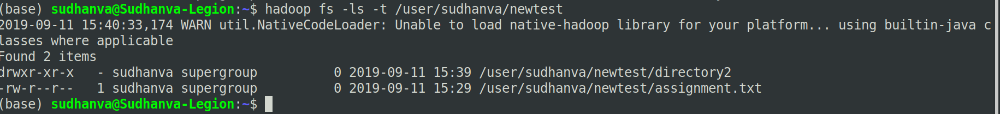 (base) sudhanva@Sudhanva-Legion:~$ hadoop fs -ls -t /user/sudhanva/newtest
2019-09-11 15:40:33,174 WARN util.NativeCodeLoader: Unable to load native-hadoop library for your platform... using builtin-java c
lasses where applicable
Found 2 items
drwxr-xr-x   - sudhanva supergroup          0 2019-09-11 15:39 /user/sudhanva/newtest/directory2
-rw-r--r--   1 sudhanva supergroup          0 2019-09-11 15:29 /user/sudhanva/newtest/assignment.txt
(base) sudhanva@Sudhanva-Legion:~$